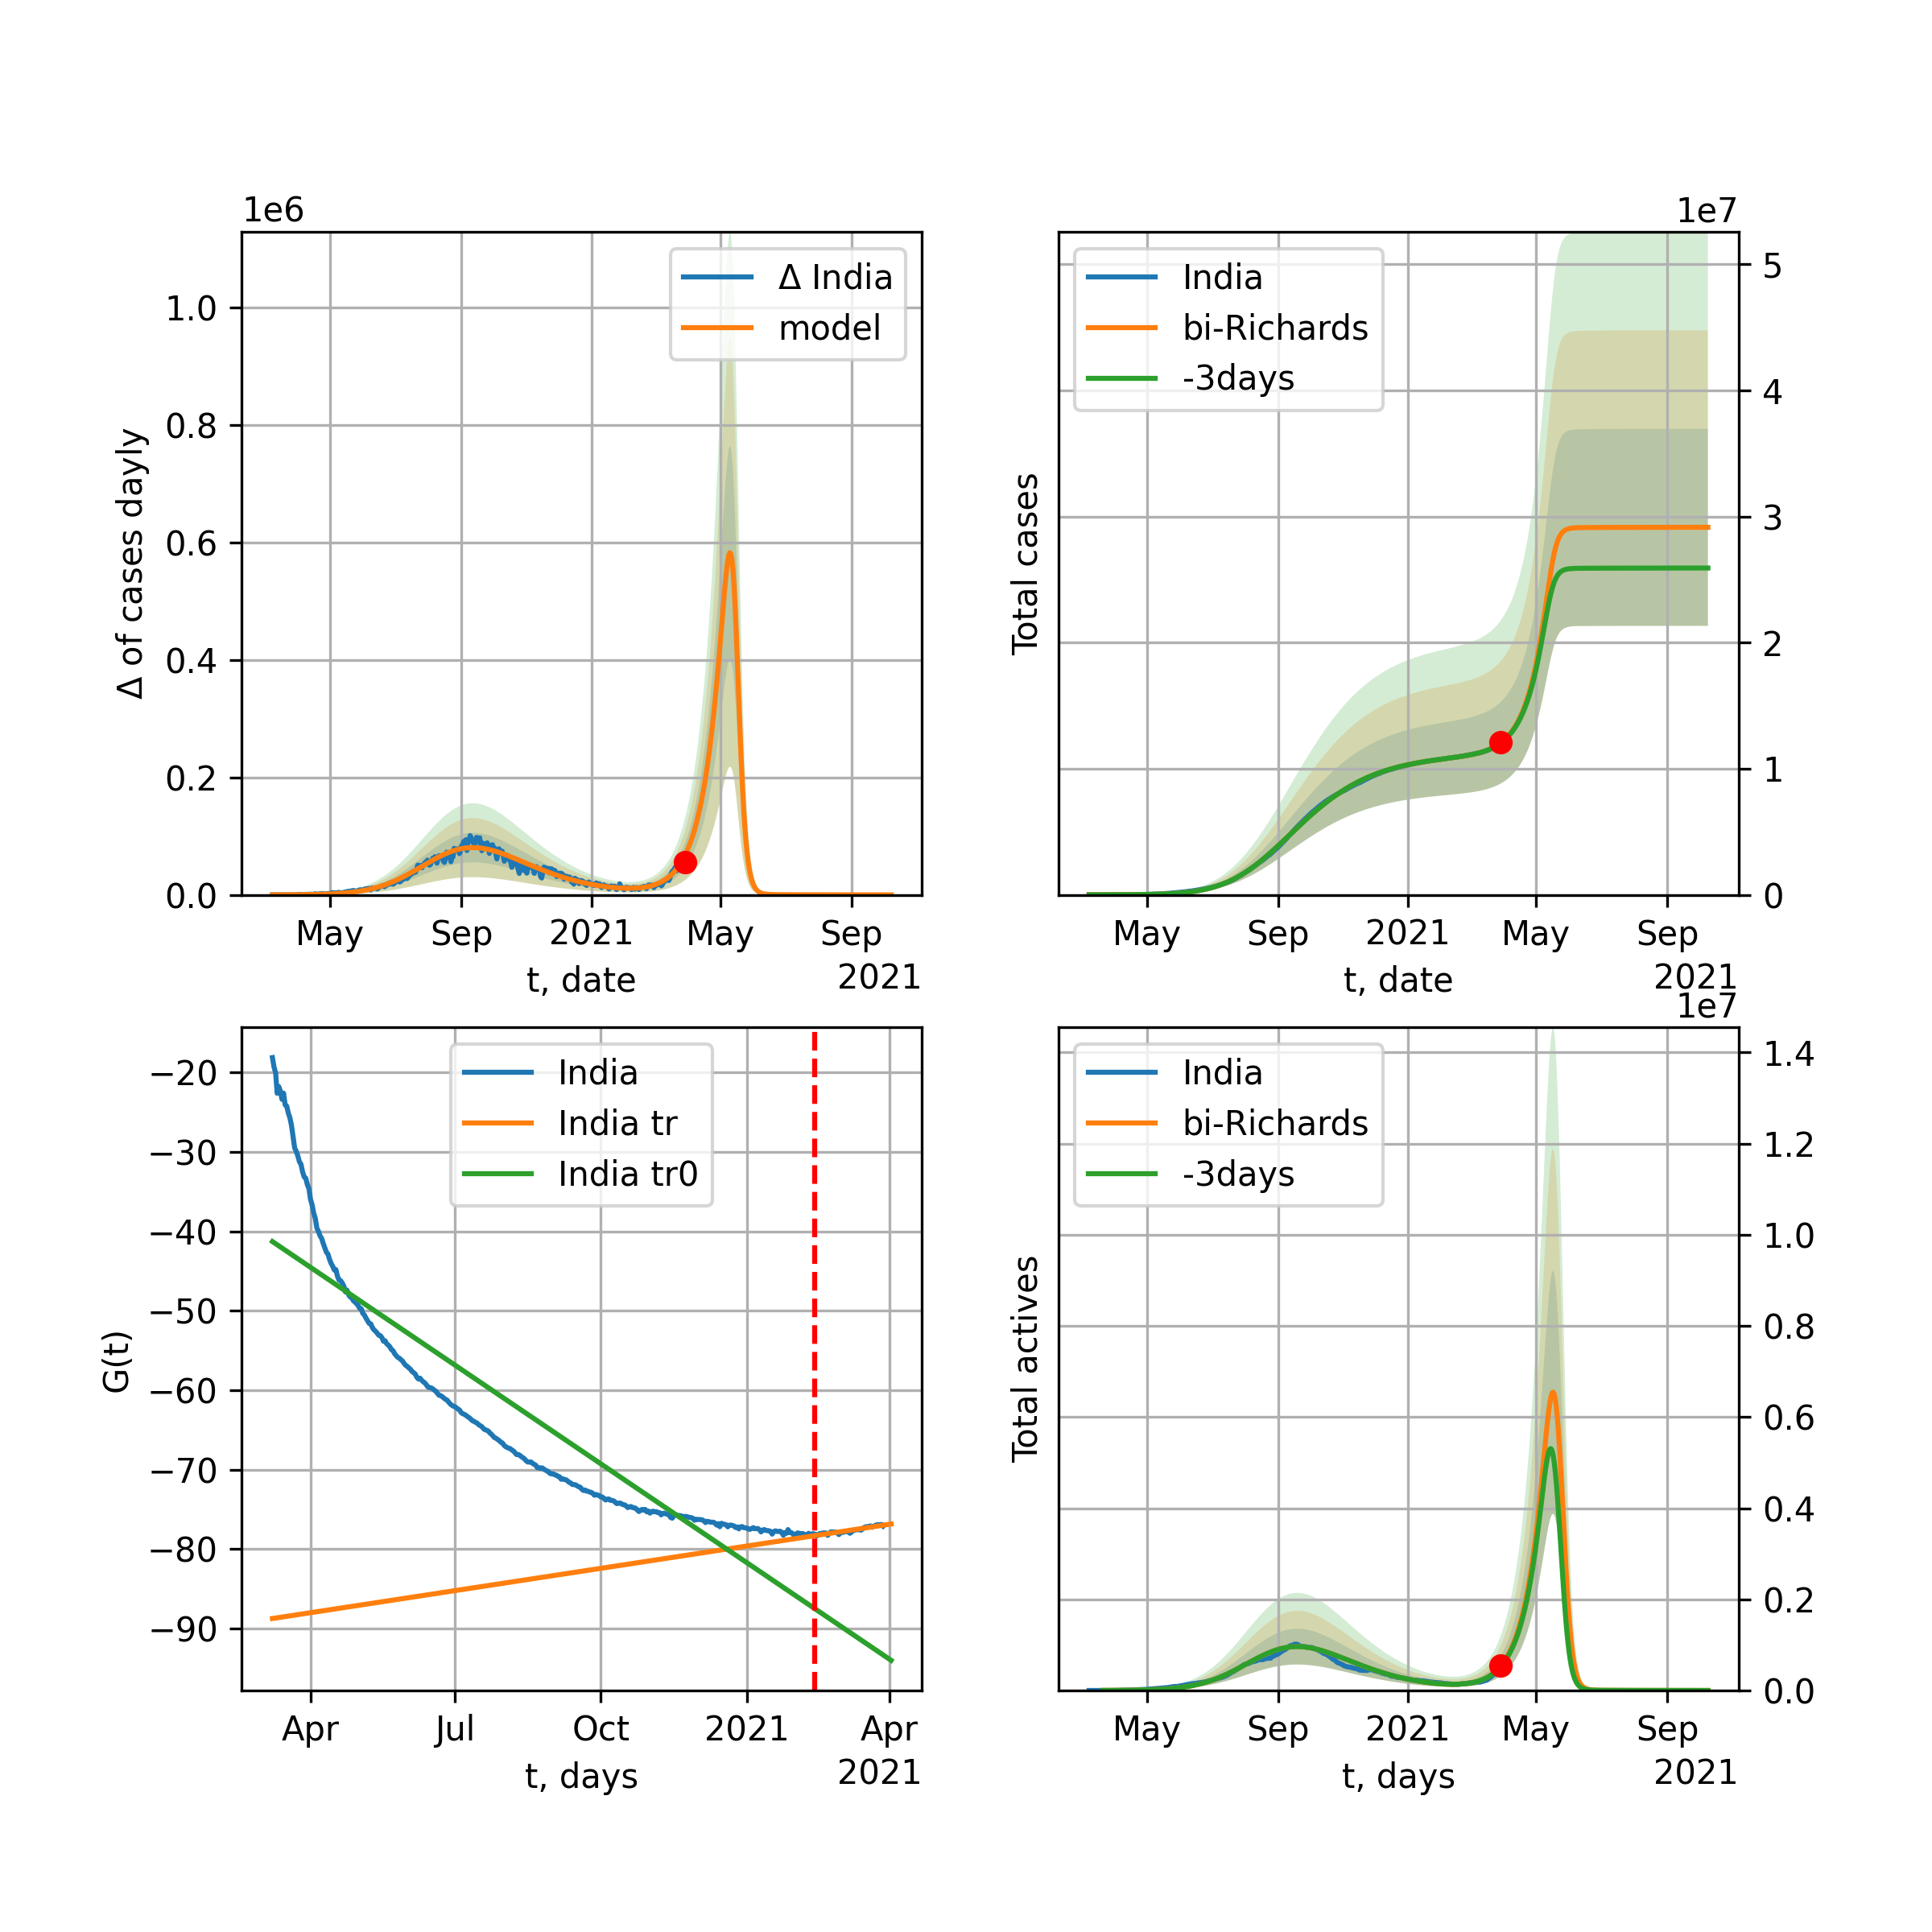 1e6
Δ of cases dayly
1.0
0.8
0.6
0.4
0.2
0.0
Δ India
model
May Sep 2021 May Sep
2021
t, date
1e7
Total cases
India
bi-Richards
-3days
5
4
3
2
1
0
May Sep 2021 May Sep
2021
t, date
G(t)
−20
−30
−40
−50
−60
−70
−80
−90
India
India tr
India tr0
Apr Jul Oct 2021 Apr
2021
t, days
1e7
Total actives
India
bi-Richards
-3days
1.4
1.2
1.0
0.8
0.6
0.4
0.2
0.0
May Sep 2021 May Sep
2021
t, days